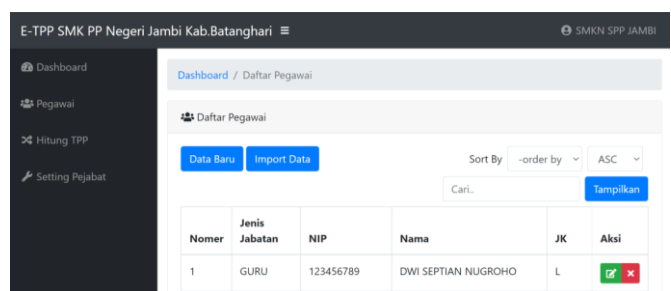 E-TPP SMK PP Negeri Jambi Kab.Batanghari
SMKN SPP JAMBI
Dashboard
Pegawai
Hitung TPP
Setting Pejabat
Dashboard / Daftar Pegawai
Daftar Pegawai
Data Baru Import Data Sort By -order by ASC
Cari.. Tampilkan
Nomer Jenis Jabatan NIP Nama JK Aksi
1 GURU 123456789 DWI SEPTIAN NUGROHO L